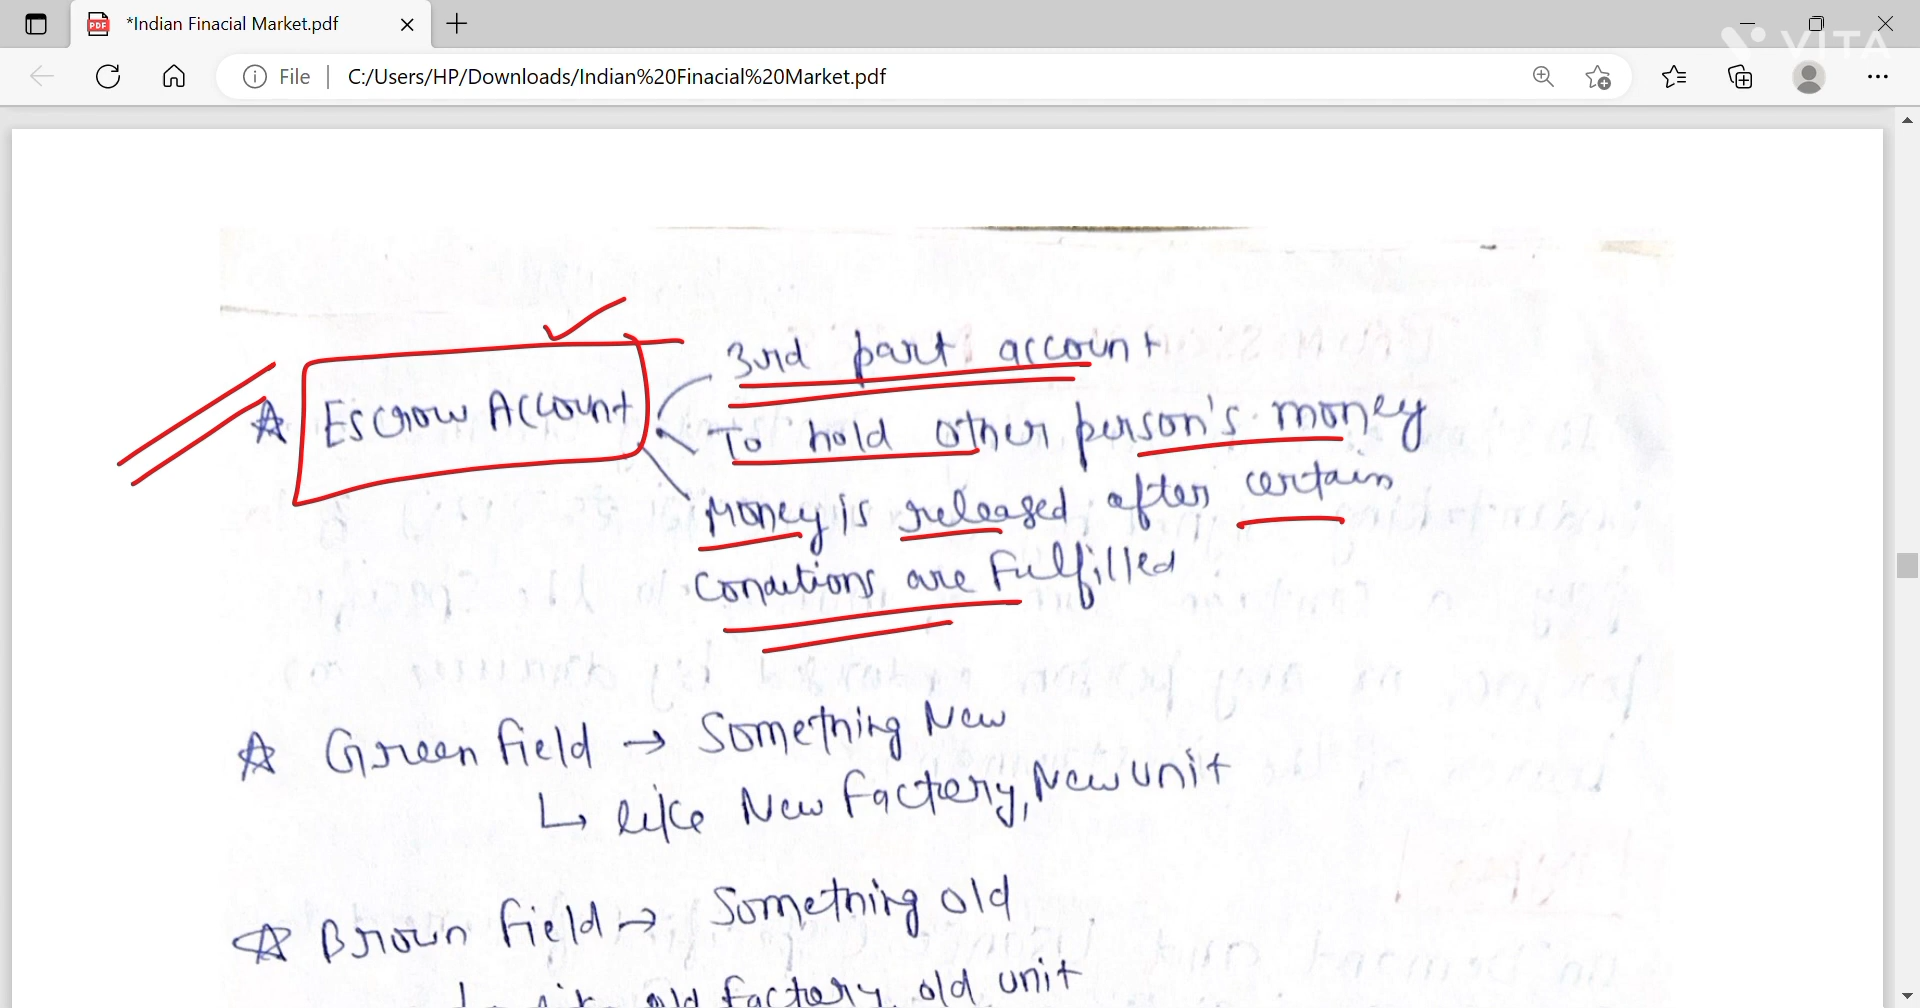 *Indian Finacial Market.pdf
VITA
File C:/Users/HP/Downloads/Indian%20Finacial%20Market.pdf
3rd part account
Escrow Account
To hold other person's money
Money is released after certain
Conditions are Fulfilled
Green field → Something New
↳ like New factory, New unit
Brown field → Something old
old factory, old unit